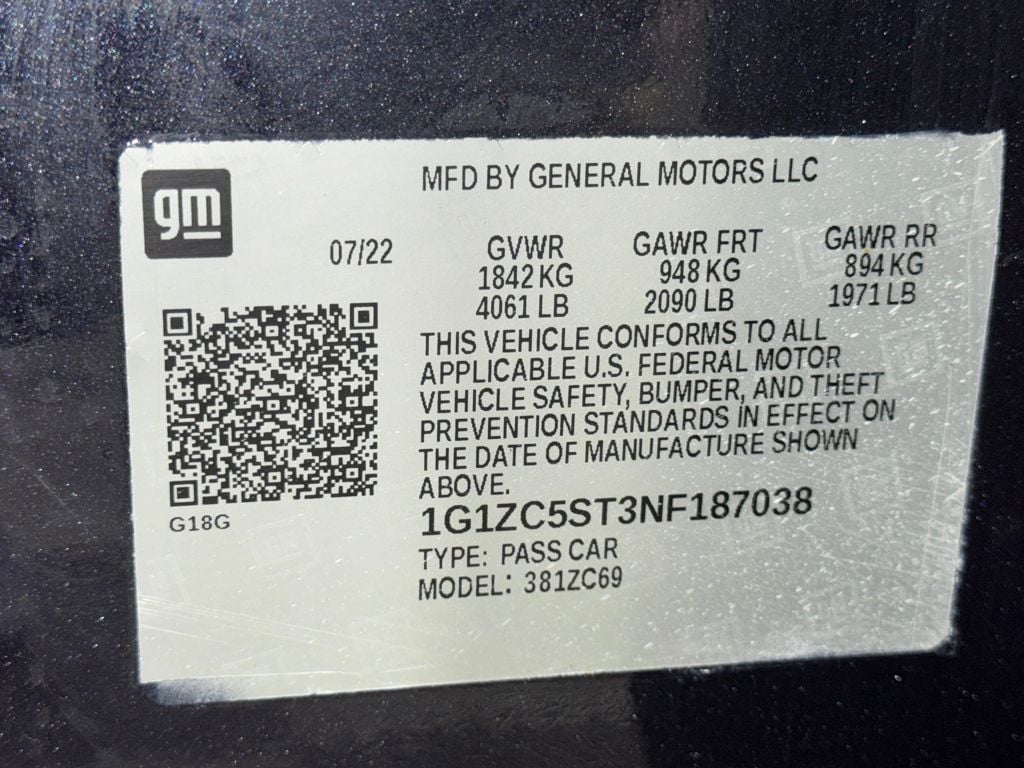 gm
MFD BY GENERAL MOTORS LLC
07/22 GVWR GAWR FRT GAWR RR
1842 KG 948 KG 894 KG
4061 LB 2090 LB 1971 LB
THIS VEHICLE CONFORMS TO ALL
APPLICABLE U.S. FEDERAL MOTOR
VEHICLE SAFETY, BUMPER, AND THEFT
PREVENTION STANDARDS IN EFFECT ON
THE DATE OF MANUFACTURE SHOWN
ABOVE.
G18G
1G1ZC5ST3NF187038
TYPE: PASS CAR
MODEL: 381ZC69